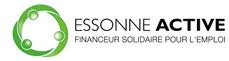 ESSONNE ACTIVE
FINANCEUR SOLIDAIRE POUR L'EMPLOI